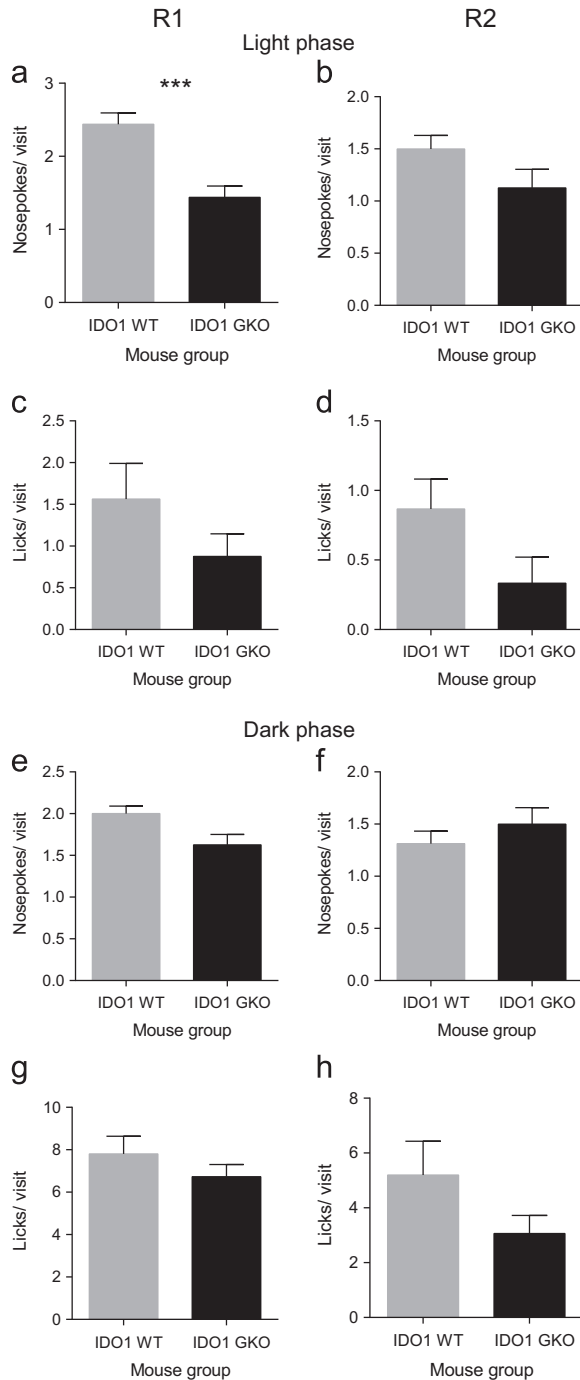 R1 R2
Light phase
a
***
Nosepokes/ visit
3
2
1
0
IDO1 WT IDO1 GKO
Mouse group
b
Nosepokes/ visit
1.5
1.0
0.5
0.0
IDO1 WT IDO1 GKO
Mouse group
c
Licks/ visit
2.5
2.0
1.5
1.0
0.5
0.0
IDO1 WT IDO1 GKO
Mouse group
d
Licks/ visit
1.5
1.0
0.5
0.0
IDO1 WT IDO1 GKO
Mouse group
Dark phase
e
Nosepokes/ visit
2.5
2.0
1.5
1.0
0.5
0.0
IDO1 WT IDO1 GKO
Mouse group
f
Nosepokes/ visit
2.0
1.5
1.0
0.5
0.0
IDO1 WT IDO1 GKO
Mouse group
g
Licks/ visit
10
8
6
4
2
0
IDO1 WT IDO1 GKO
Mouse group
h
Licks/ visit
8
6
4
2
0
IDO1 WT IDO1 GKO
Mouse group